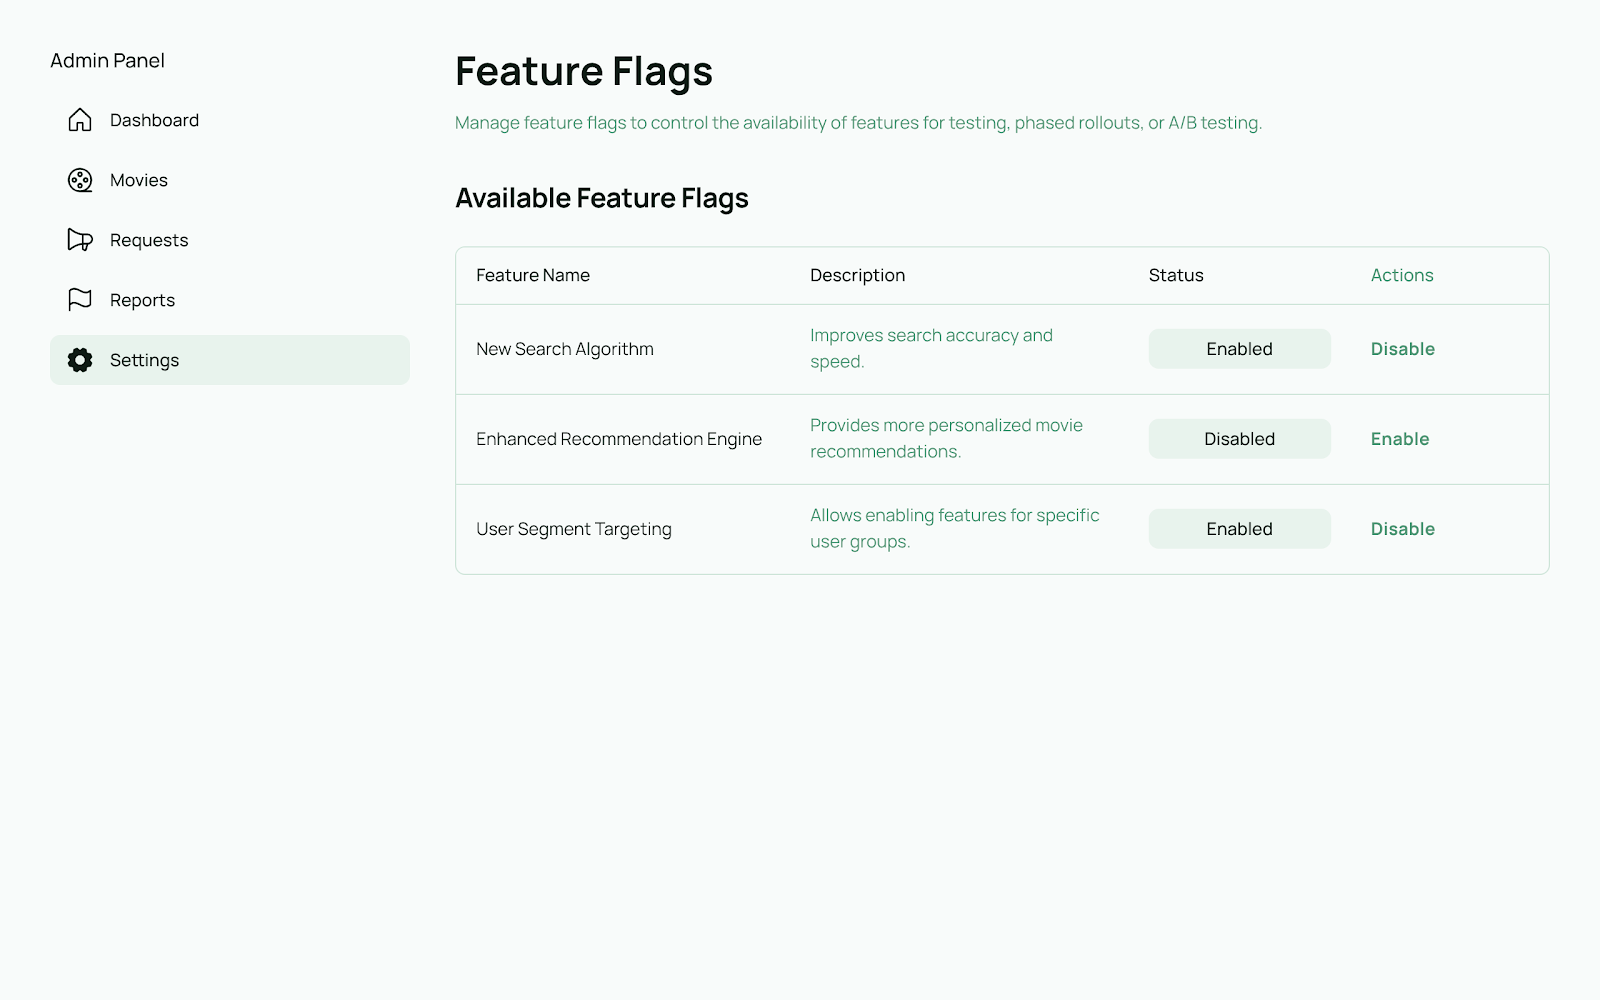 Admin Panel
Dashboard
Movies
Requests
Reports
Settings
Feature Flags
Manage feature flags to control the availability of features for testing, phased rollouts, or A/B testing.
Available Feature Flags
Feature Name Description Status Actions
New Search Algorithm
Improves search accuracy and
speed.
Enabled
Disable
Enhanced Recommendation Engine
Provides more personalized movie
recommendations.
Disabled
Enable
User Segment Targeting
Allows enabling features for specific
user groups.
Enabled
Disable